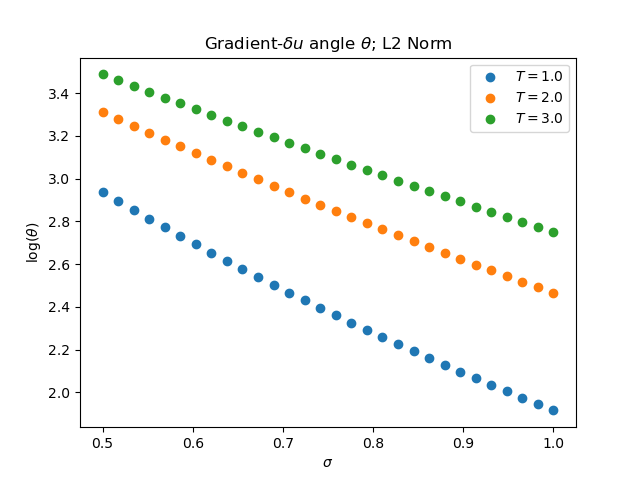 Gradient-δu angle θ; L2 Norm
T = 1.0
T = 2.0
T = 3.0
log(θ)
3.4
3.2
3.0
2.8
2.6
2.4
2.2
2.0
0.5 0.6 0.7 0.8 0.9 1.0
σ